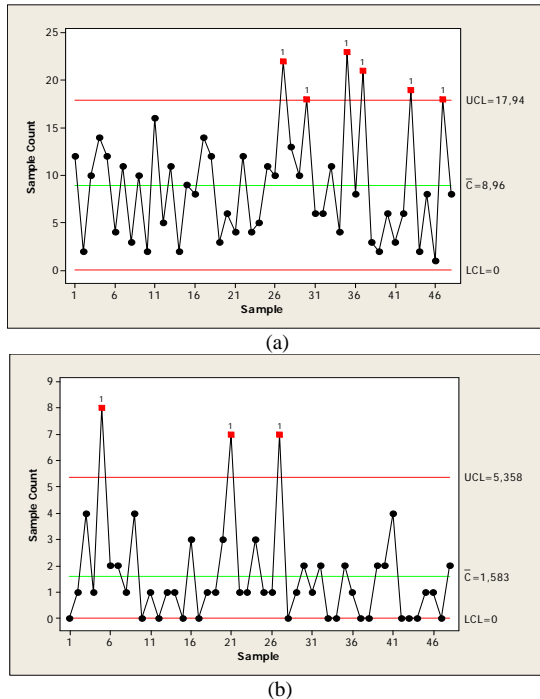 25
20
15
10
5
0
Sample Count
1 1 1 1 1 1
UCL=17,94
C̅=8,96
LCL=0
1 6 11 16 21 26 31 36 41 46
Sample
(a)
9
8
7
6
5
4
3
2
1
0
Sample Count
1 1 1
UCL=5,358
C̅=1,583
LCL=0
1 6 11 16 21 26 31 36 41 46
Sample
(b)